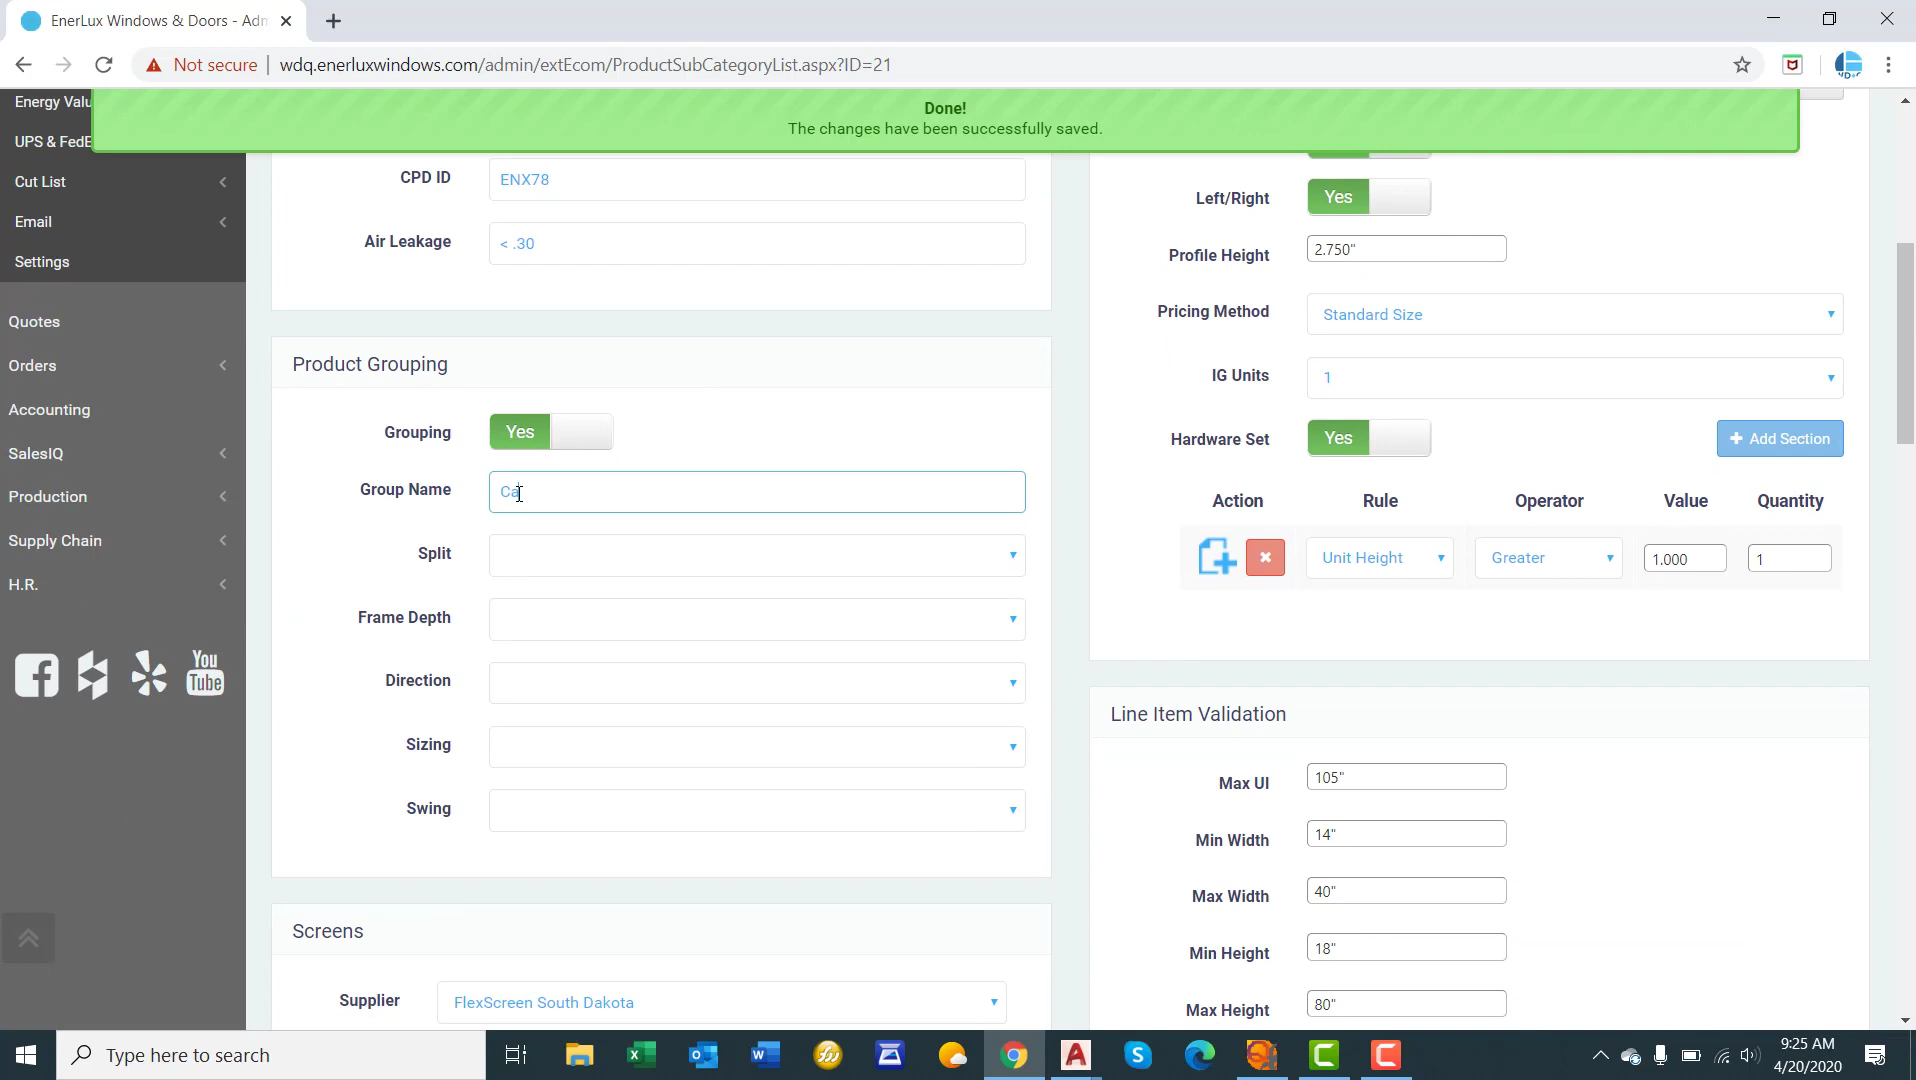 EnerLux Windows & Doors - Adm
Not secure
wdq.enerluxwindows.com/admin/extEcom/ProductSubCategoryList.aspx?ID=21
Done!
The changes have been successfully saved.
Energy Valu
UPS & FedE
Cut List
Email
Settings
Quotes
Orders
Accounting
SalesIQ
Production
Supply Chain
H.R.
You
Tube
CPD ID
ENX78
Air Leakage
< .30
Product Grouping
Grouping
Yes
Group Name
Ca
Split
Frame Depth
Direction
Sizing
Swing
Screens
Supplier
FlexScreen South Dakota
Left/Right
Yes
Profile Height
2.750"
Pricing Method
Standard Size
IG Units
1
Hardware Set
Yes
Add Section
Action Rule Operator Value Quantity
Unit Height Greater 1.000 1
Line Item Validation
Max UI
105"
Min Width
14"
Max Width
40"
Min Height
18"
Max Height
80"
Type here to search
9:25 AM
4/20/2020